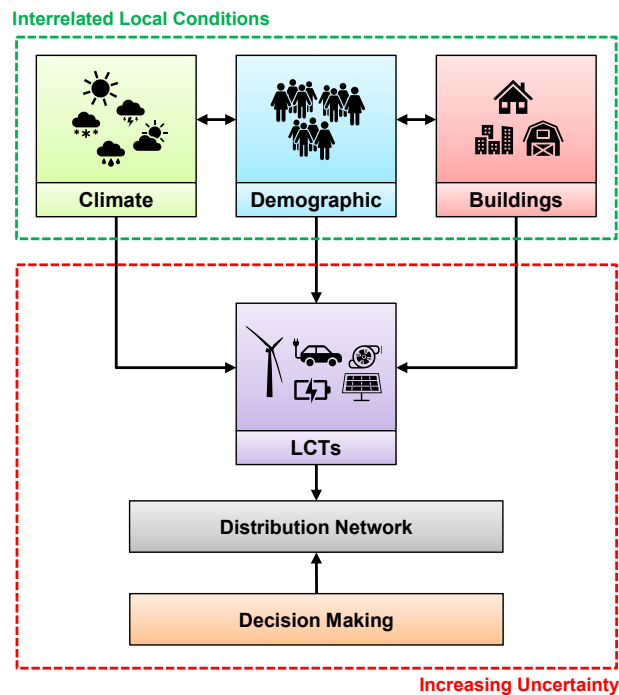 Interrelated Local Conditions
Climate
Demographic
Buildings
LCTs
Distribution Network
Decision Making
Increasing Uncertainty